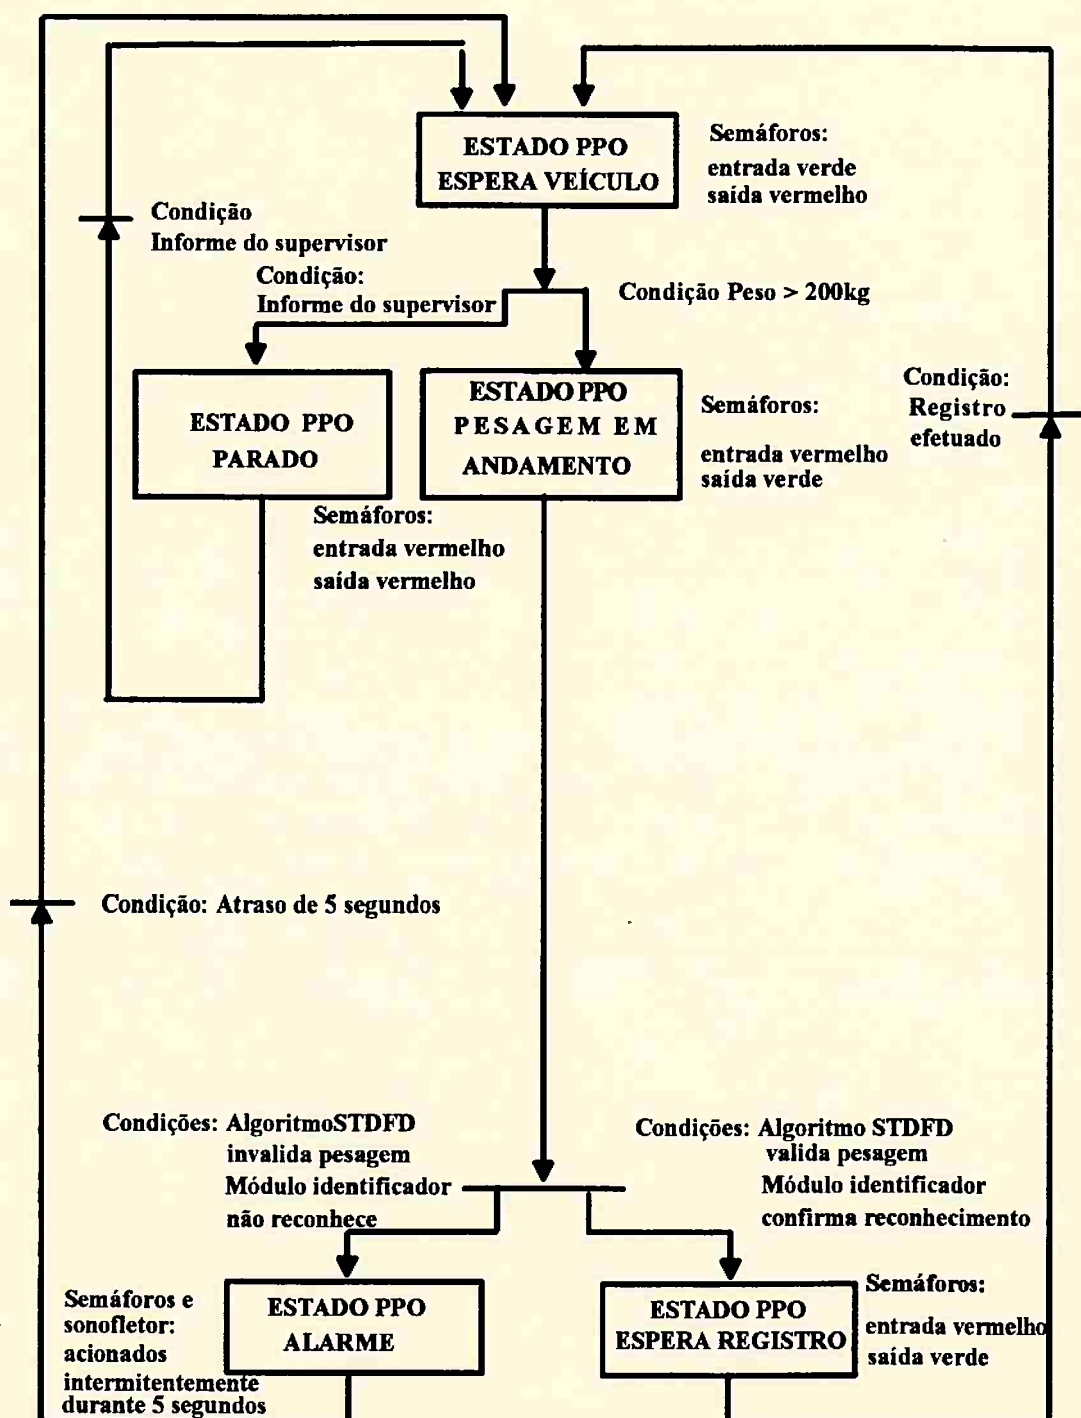 ESTADO PPO
ESPERA VEÍCULO
Semáforos:
entrada verde
saída vermelho
Condição
Informe do supervisor
Condição:
Informe do supervisor
Condição Peso > 200kg
ESTADO PPO
PARADO
Semáforos:
entrada vermelho
saída vermelho
ESTADO PPO
PESAGEM EM
ANDAMENTO
Semáforos:
entrada vermelho
saída verde
Condição:
Registro
efetuado
Condição: Atraso de 5 segundos
Condições: AlgoritmoSTDFD
invalida pesagem
Módulo identificador
não reconhece
Condições: Algoritmo STDFD
valida pesagem
Módulo identificador
confirma reconhecimento
Semáforos e
sonofletor:
acionados
intermitentemente
durante 5 segundos
ESTADO PPO
ALARME
ESTADO PPO
ESPERA REGISTRO
Semáforos:
entrada vermelho
saída verde